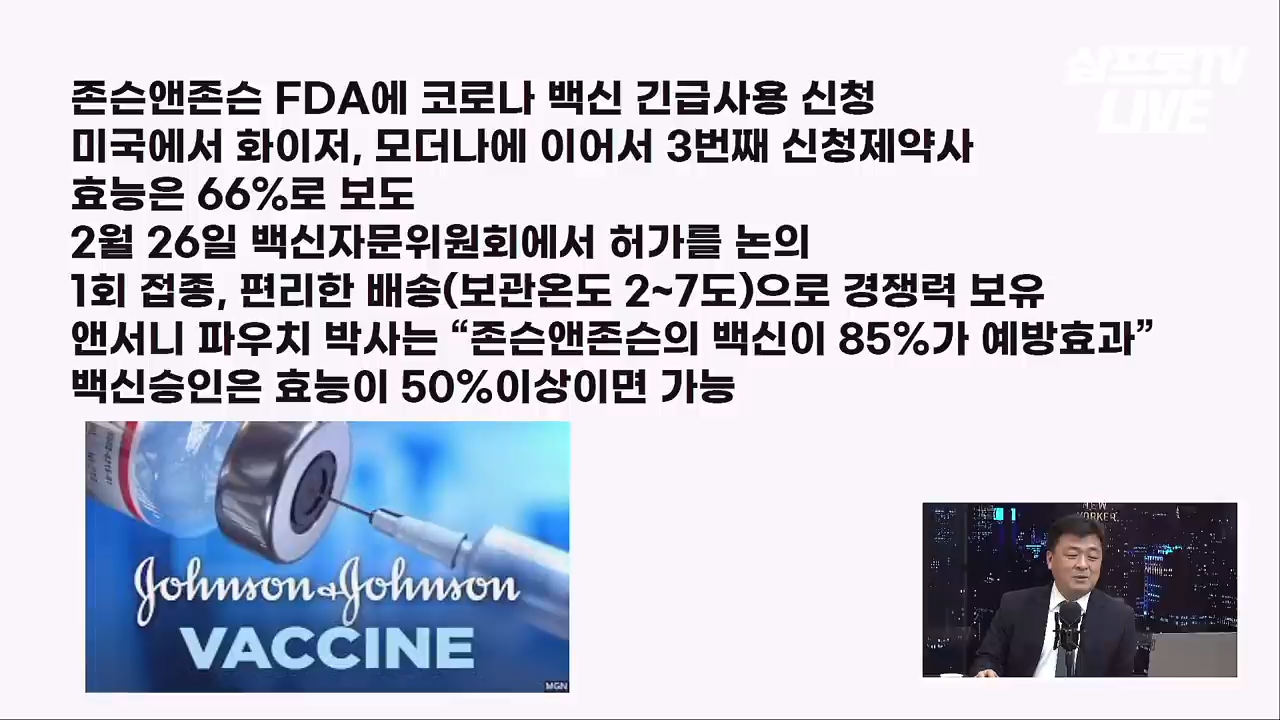 삼프로TV
LIVE
존슨앤존슨 FDA에 코로나 백신 긴급사용 신청
미국에서 화이저, 모더나에 이어서 3번째 신청제약사
효능은 66%로 보도
2월 26일 백신자문위원회에서 허가를 논의
1회 접종, 편리한 배송(보관온도 2~7도)으로 경쟁력 보유
앤서니 파우치 박사는 “존슨앤존슨의 백신이 85%가 예방효과”
백신승인은 효능이 50%이상이면 가능
Johnson&Johnson
VACCINE
MGN
NEW
YORKER